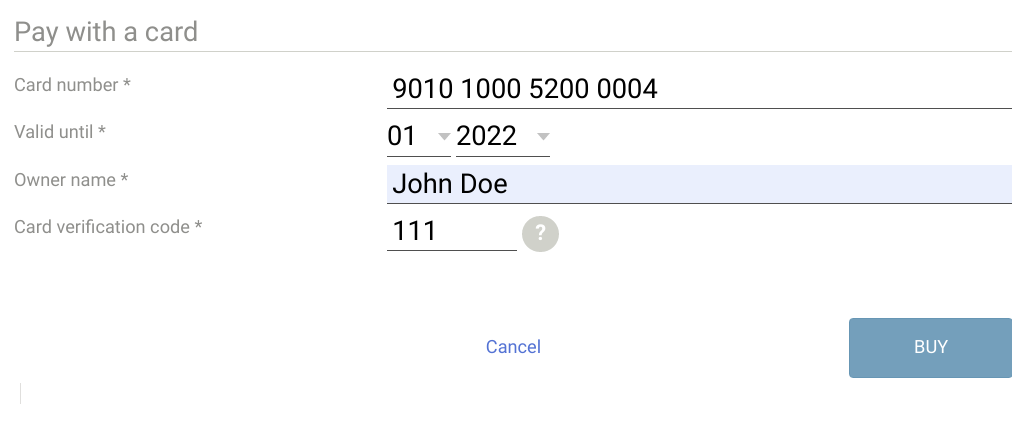 Pay with a card
Card number * 9010 1000 5200 0004
Valid until * 01 2022
Owner name * John Doe
Card verification code * 111 ?
Cancel BUY